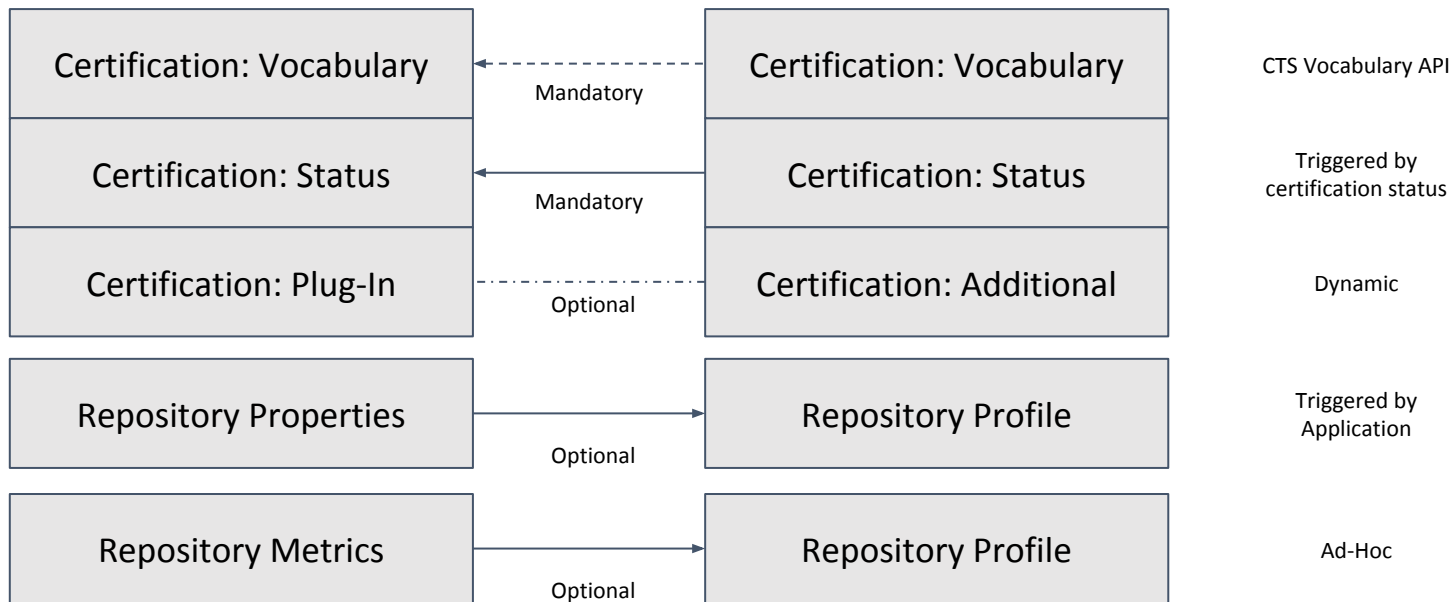 Certification: Vocabulary
Mandatory
Certification: Vocabulary
CTS Vocabulary API
Certification: Status
Mandatory
Certification: Status
Triggered by
certification status
Certification: Plug-In
Optional
Certification: Additional
Dynamic
Repository Properties
Optional
Repository Profile
Triggered by
Application
Repository Metrics
Optional
Repository Profile
Ad-Hoc